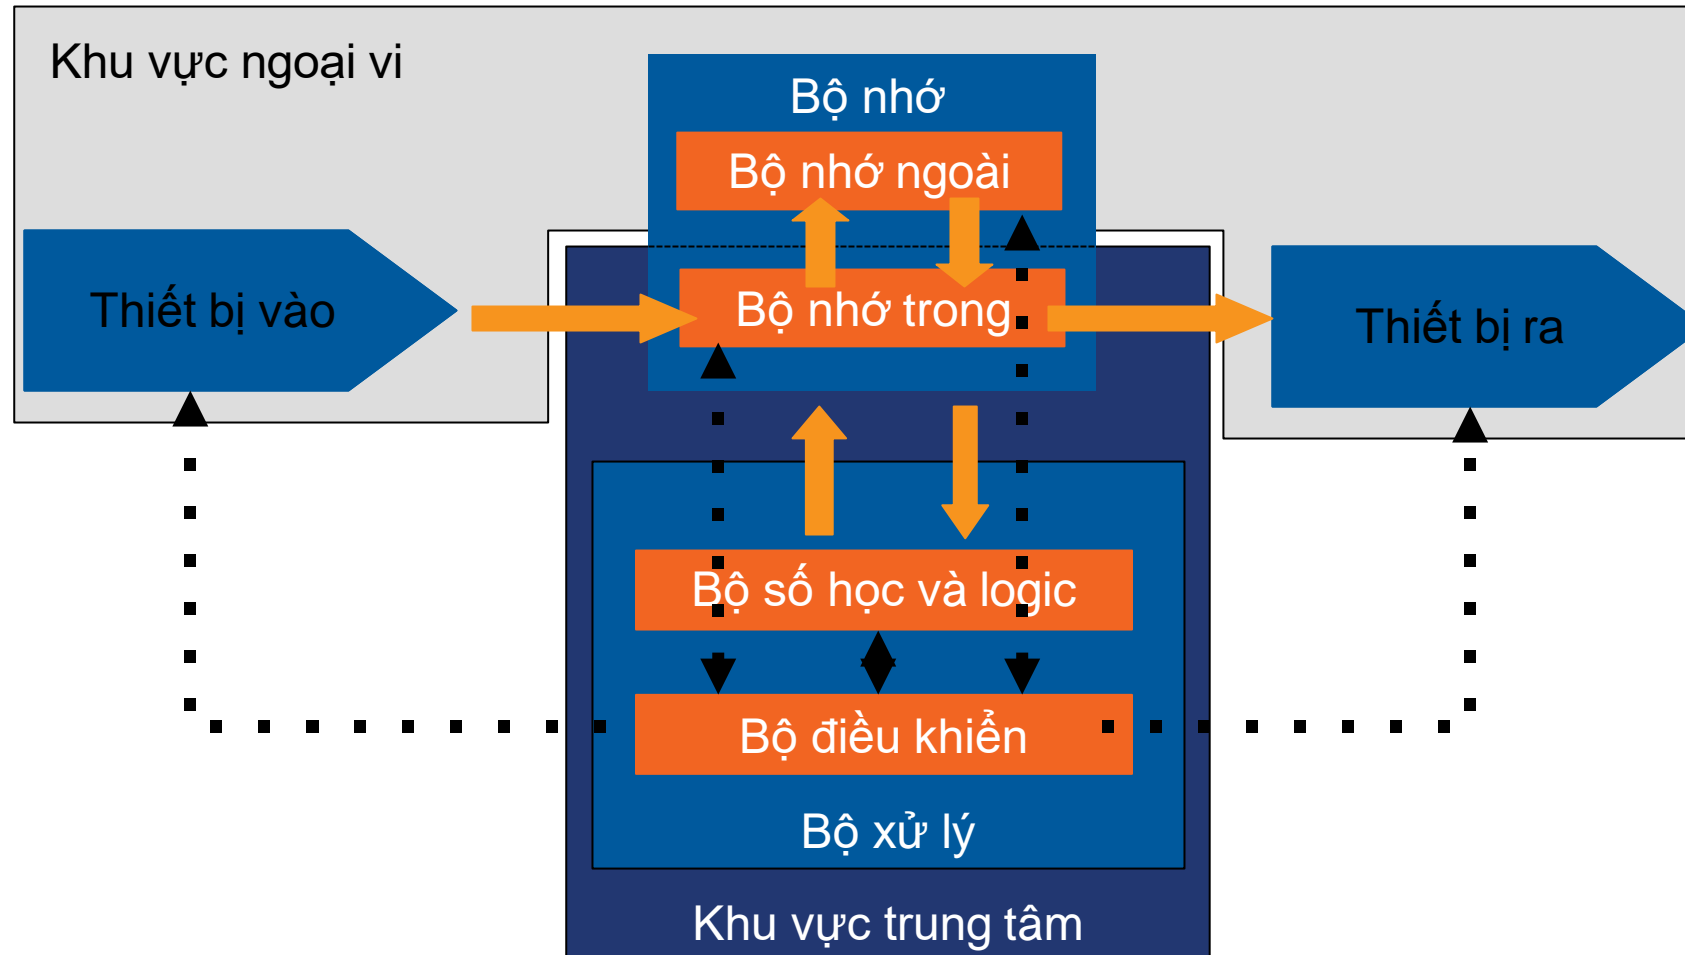 Khu vực ngoại vi
Bộ nhớ
Bộ nhớ ngoài
Thiết bị vào
Bộ nhớ trong
Thiết bị ra
Bộ số học và logic
Bộ điều khiển
Bộ xử lý
Khu vực trung tâm